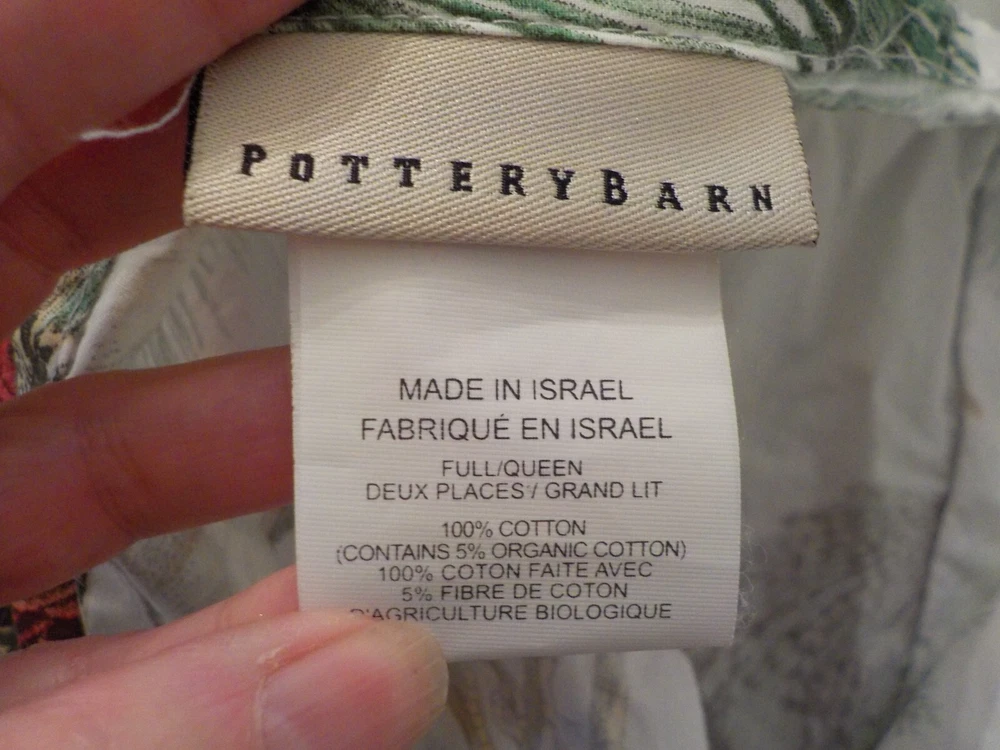 POTTERYBARN
MADE IN ISRAEL
FABRIQUÉ EN ISRAEL
FULL/QUEEN
DEUX PLACES / GRAND LIT
100% COTTON
(CONTAINS 5% ORGANIC COTTON)
100% COTON FAITE AVEC
5% FIBRE DE COTON
D'AGRICULTURE BIOLOGIQUE